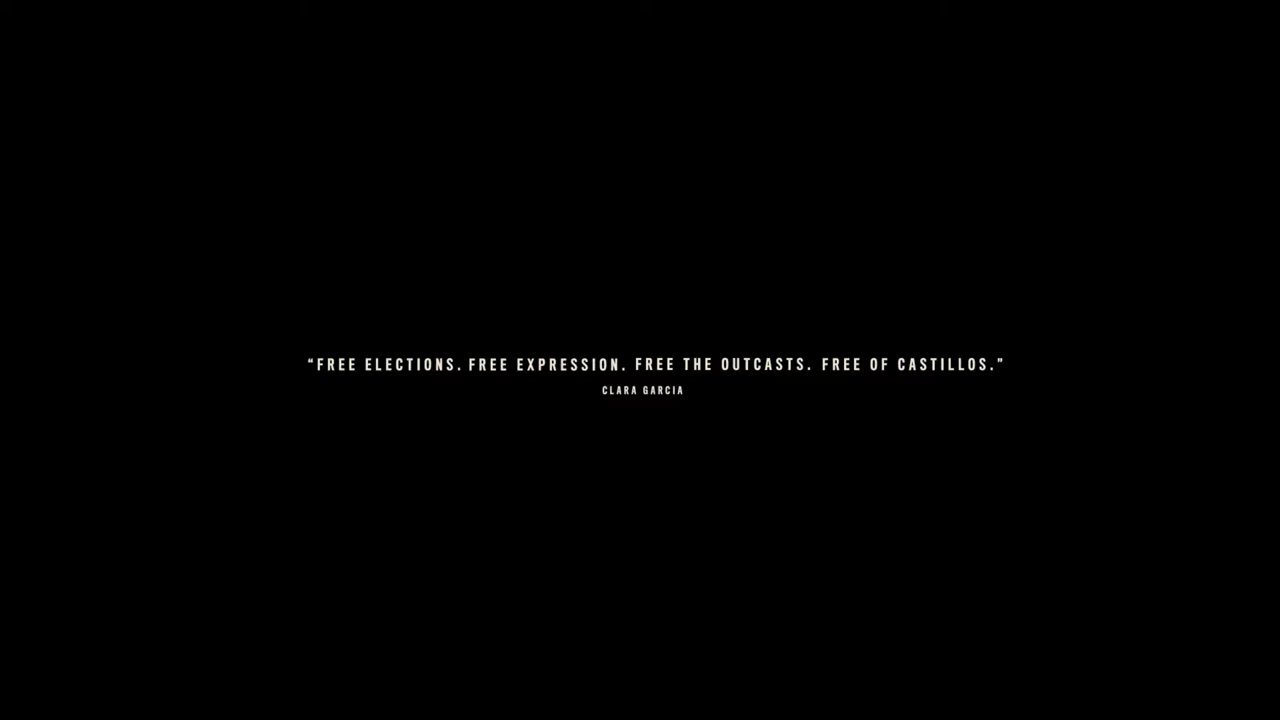 “FREE ELECTIONS. FREE EXPRESSION. FREE THE OUTCASTS. FREE OF CASTILLOS.”
CLARA GARCIA